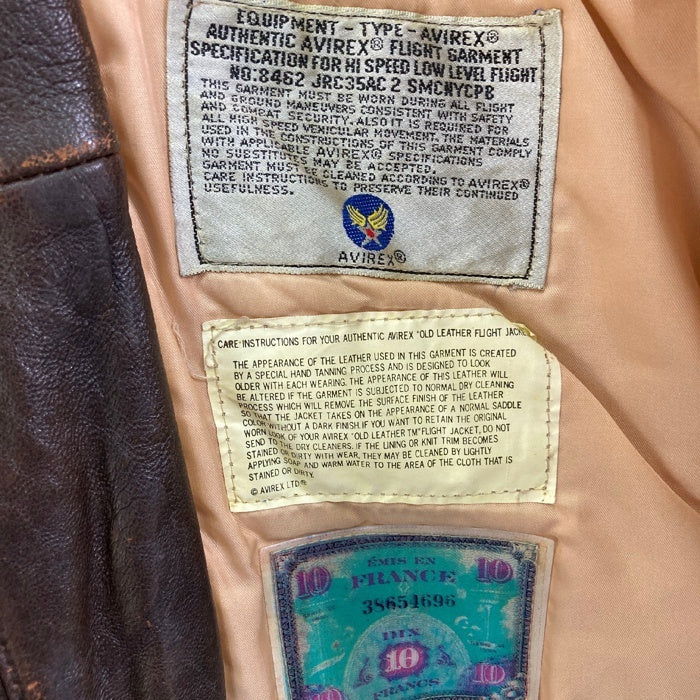 EQUIPMENT - TYPE - AVIREX®
AUTHENTIC AVIREX® FLIGHT GARMENT
SPECIFICATION FOR HI SPEED LOW LEVEL FLIGHT
NO:8462 JRC35AC2 SMCNYCPB
THIS GARMENT MUST BE WORN DURING ALL FLIGHT
AND GROUND MANEUVERS CONSISTENT WITH SAFETY
AND COMBAT SECURITY. ALSO IT IS REQUIRED FOR
ALL HIGH SPEED VEHICULAR MOVEMENT. THE MATERIALS
USED IN THE CONSTRUCTIONS OF THIS GARMENT COMPLY
WITH APPLICABLE AVIREX® SPECIFICATIONS
NO SUBSTITUTES MAY BE ACCEPTED.
GARMENT MUST BE CLEANED ACCORDING TO AVIREX®
CARE INSTRUCTIONS TO PRESERVE THEIR CONTINUED
USEFULNESS.
AVIREX®
CARE INSTRUCTIONS FOR YOUR AUTHENTIC AVIREX "OLD LEATHER FLIGHT JACKE
THE APPEARANCE OF THE LEATHER USED IN THIS GARMENT IS CREATED
BY A SPECIAL HAND TANNING PROCESS AND IS DESIGNED TO LOOK
OLDER WITH EACH WEARING. THE APPEARANCE OF THIS LEATHER WILL
BE ALTERED IF THE GARMENT IS SUBJECTED TO NORMAL DRY CLEANING
PROCESS WHICH WILL REMOVE THE SURFACE FINISH OF THE LEATHER
SO THAT THE JACKET TAKES ON THE APPEARANCE OF A NORMAL SADDLE
COLOR WITHOUT A DARK FINISH. IF YOU WANT TO RETAIN THE ORIGINAL
WORN LOOK OF YOUR AVIREX "OLD LEATHER TM" FLIGHT JACKET, DO NOT
SEND TO THE DRY CLEANERS. IF THE LINING OR KNIT TRIM BECOMES
STAINED OR DIRTY WITH WEAR, THEY MAY BE CLEANED BY LIGHTLY
APPLYING SOAP AND WARM WATER TO THE AREA OF THE CLOTH THAT IS
STAINED OR DIRTY.
© AVIREX LTD®
ÉMIS EN
10 FRANCE 10
38654696
DIX
10
FRANCS
10 10